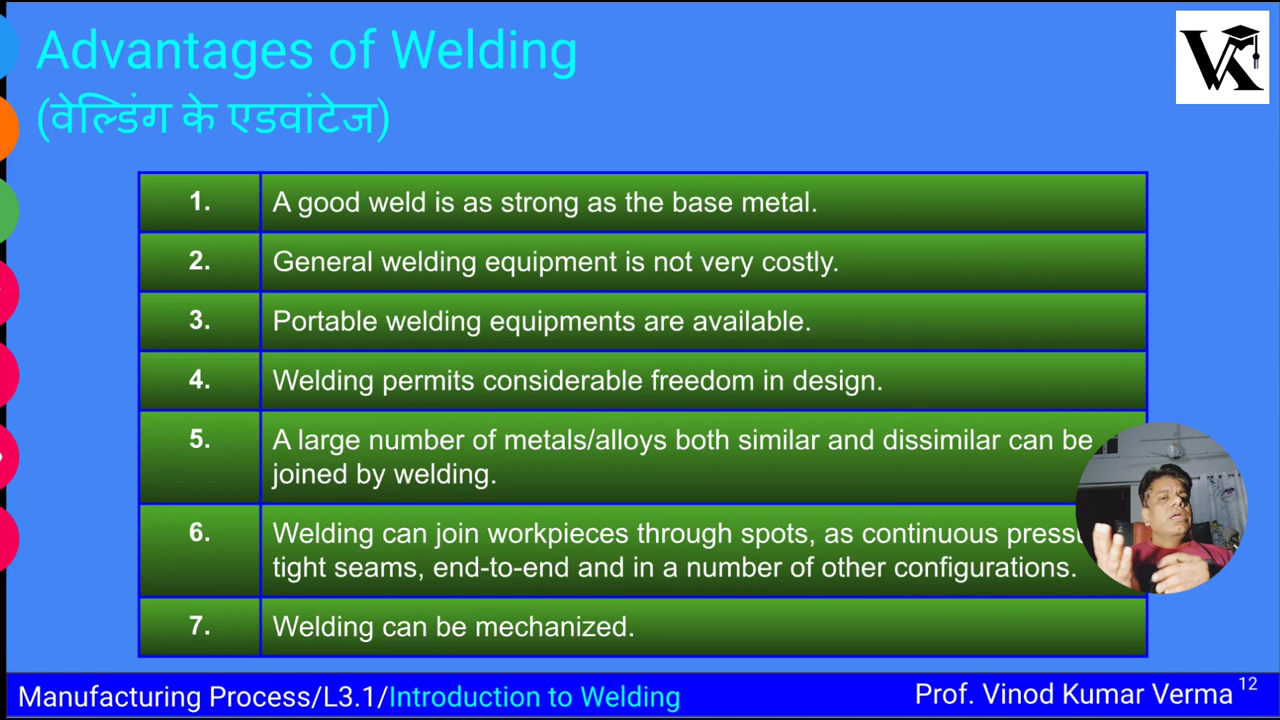 Advantages of Welding
(वेल्डिंग के एडवांटेज)
1. A good weld is as strong as the base metal.
2. General welding equipment is not very costly.
3. Portable welding equipments are available.
4. Welding permits considerable freedom in design.
5. A large number of metals/alloys both similar and dissimilar can be
joined by welding.
6. Welding can join workpieces through spots, as continuous
tight seams, end-to-end and in a number of other configurations.
7. Welding can be mechanized.
Manufacturing Process/L3.1/Introduction to Welding
Prof. Vinod Kumar Verma 12